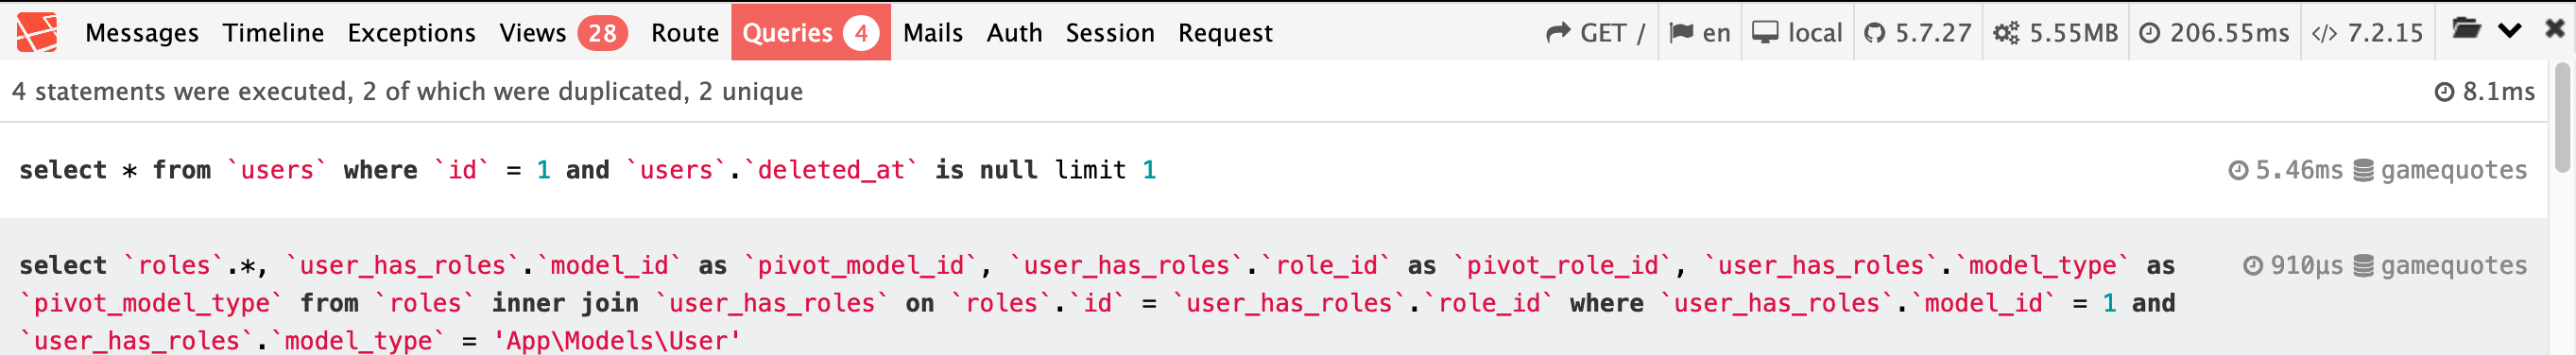 Messages Timeline Exceptions Views 28 Route Queries 4 Mails Auth Session Request GET / en local 5.7.27 5.55MB 206.55ms </> 7.2.15
4 statements were executed, 2 of which were duplicated, 2 unique 8.1ms
select * from `users` where `id` = 1 and `users`.`deleted_at` is null limit 1 5.46ms gamequotes
select `roles`.*, `user_has_roles`.`model_id` as `pivot_model_id`, `user_has_roles`.`role_id` as `pivot_role_id`, `user_has_roles`.`model_type` as 910μs gamequotes
`pivot_model_type` from `roles` inner join `user_has_roles` on `roles`.`id` = `user_has_roles`.`role_id` where `user_has_roles`.`model_id` = 1 and
`user_has_roles`.`model_type` = 'App\Models\User'